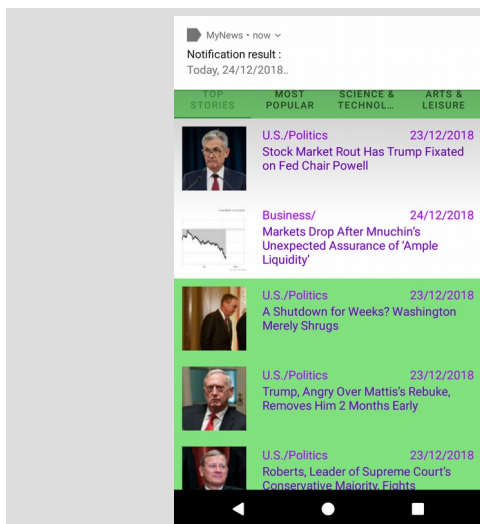 MyNews • now
Notification result :
Today, 24/12/2018..
TOP STORIES
MOST POPULAR
SCIENCE & TECHNOL...
ARTS & LEISURE
U.S./Politics 23/12/2018
Stock Market Rout Has Trump Fixated
on Fed Chair Powell
Business/ 24/12/2018
Markets Drop After Mnuchin's
Unexpected Assurance of ‘Ample
Liquidity’
U.S./Politics 23/12/2018
A Shutdown for Weeks? Washington
Merely Shrugs
U.S./Politics 23/12/2018
Trump, Angry Over Mattis's Rebuke,
Removes Him 2 Months Early
U.S./Politics 23/12/2018
Roberts, Leader of Supreme Court's
Conservative Majority, Fights